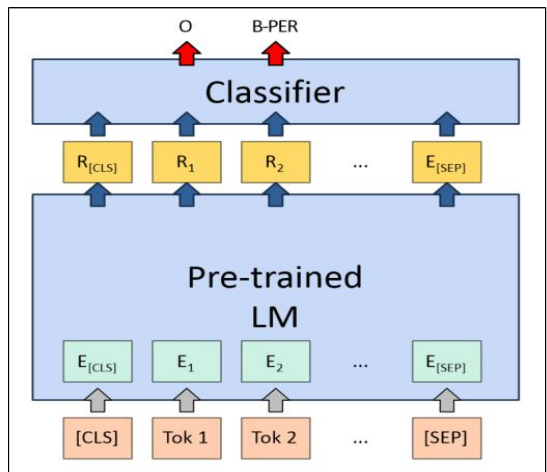 O B-PER
Classifier
R[CLS] R1 R2 ... E[SEP]
Pre-trained
LM
E[CLS] E1 E2 ... E[SEP]
[CLS] Tok 1 Tok 2 ... [SEP]